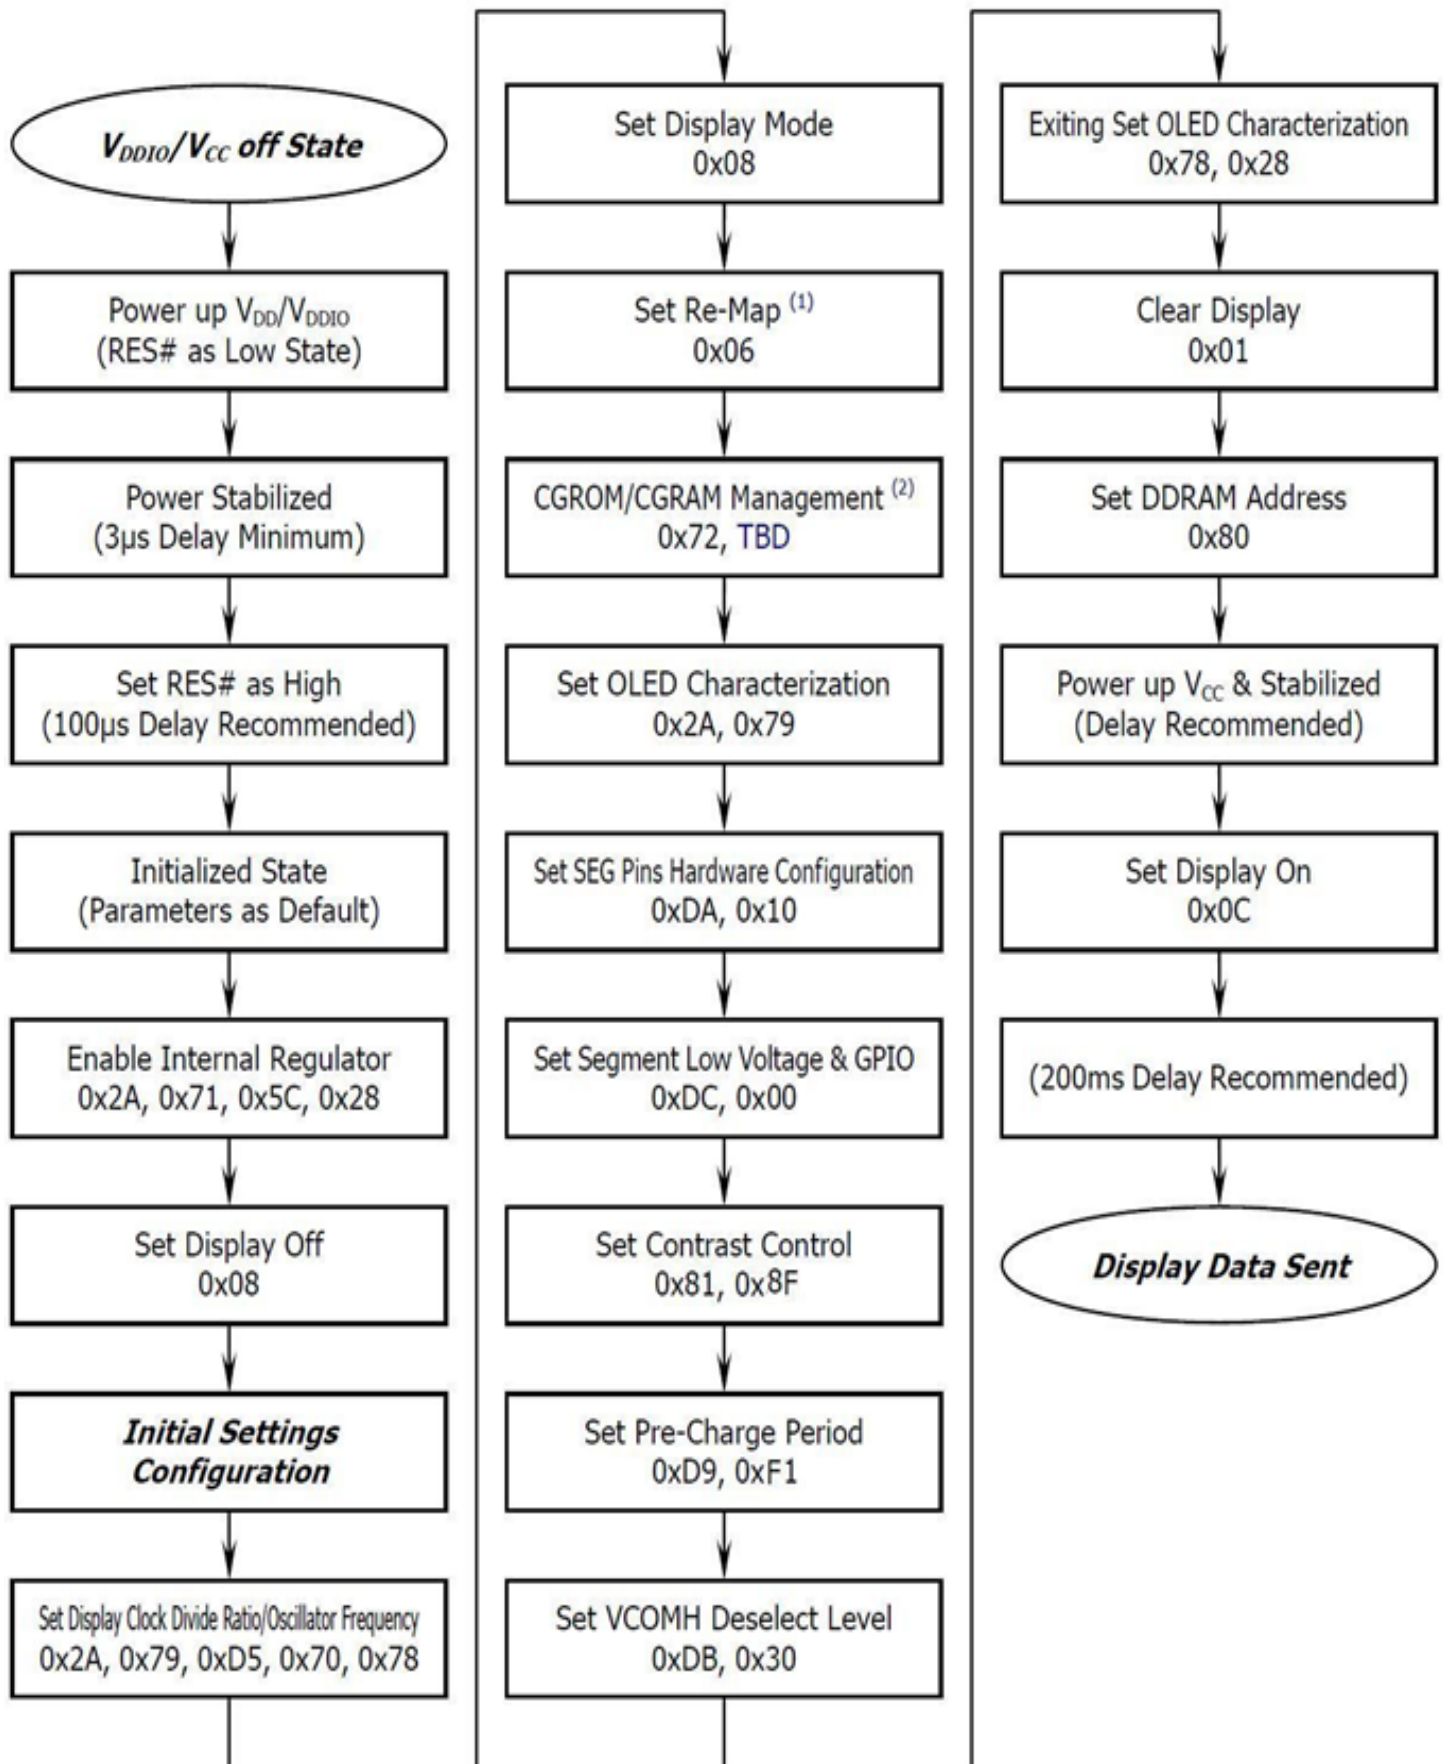 V_DDIO/V_CC off State
Power up V_DD/V_DDIO
(RES# as Low State)
Power Stabilized
(3µs Delay Minimum)
Set RES# as High
(100µs Delay Recommended)
Initialized State
(Parameters as Default)
Enable Internal Regulator
0x2A, 0x71, 0x5C, 0x28
Set Display Off
0x08
Initial Settings
Configuration
Set Display Clock Divide Ratio/Oscillator Frequency
0x2A, 0x79, 0xD5, 0x70, 0x78
Set Display Mode
0x08
Set Re-Map (1)
0x06
CGROM/CGRAM Management (2)
0x72, TBD
Set OLED Characterization
0x2A, 0x79
Set SEG Pins Hardware Configuration
0xDA, 0x10
Set Segment Low Voltage & GPIO
0xDC, 0x00
Set Contrast Control
0x81, 0x8F
Set Pre-Charge Period
0xD9, 0xF1
Set VCOMH Deselect Level
0xDB, 0x30
Exiting Set OLED Characterization
0x78, 0x28
Clear Display
0x01
Set DDRAM Address
0x80
Power up V_CC & Stabilized
(Delay Recommended)
Set Display On
0x0C
(200ms Delay Recommended)
Display Data Sent